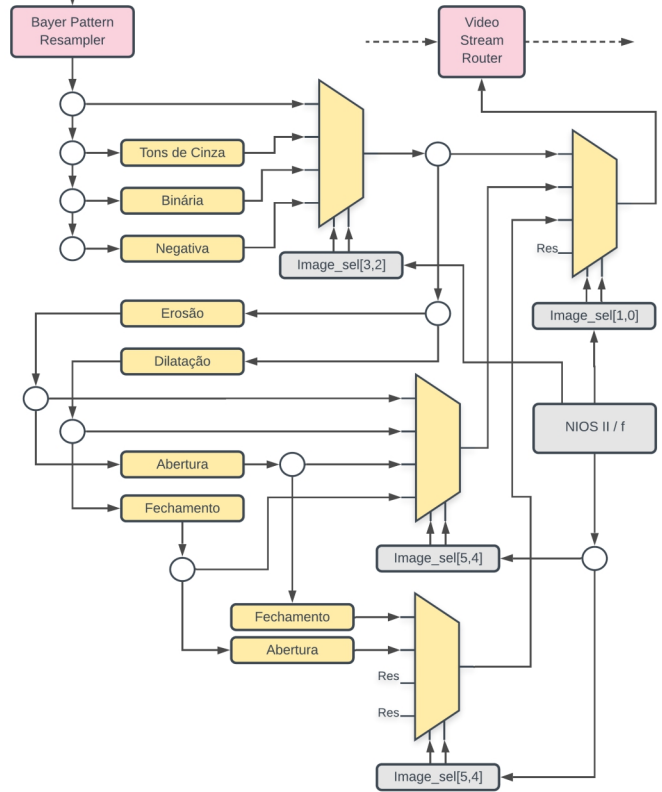 Bayer Pattern
Resampler
Video
Stream
Router
Tons de Cinza
Binária
Negativa
Res
Image_sel[3,2]
Image_sel[1,0]
Erosão
Dilatação
NIOS II / f
Abertura
Fechamento
Image_sel[5,4]
Fechamento
Abertura
Res
Res
Image_sel[5,4]